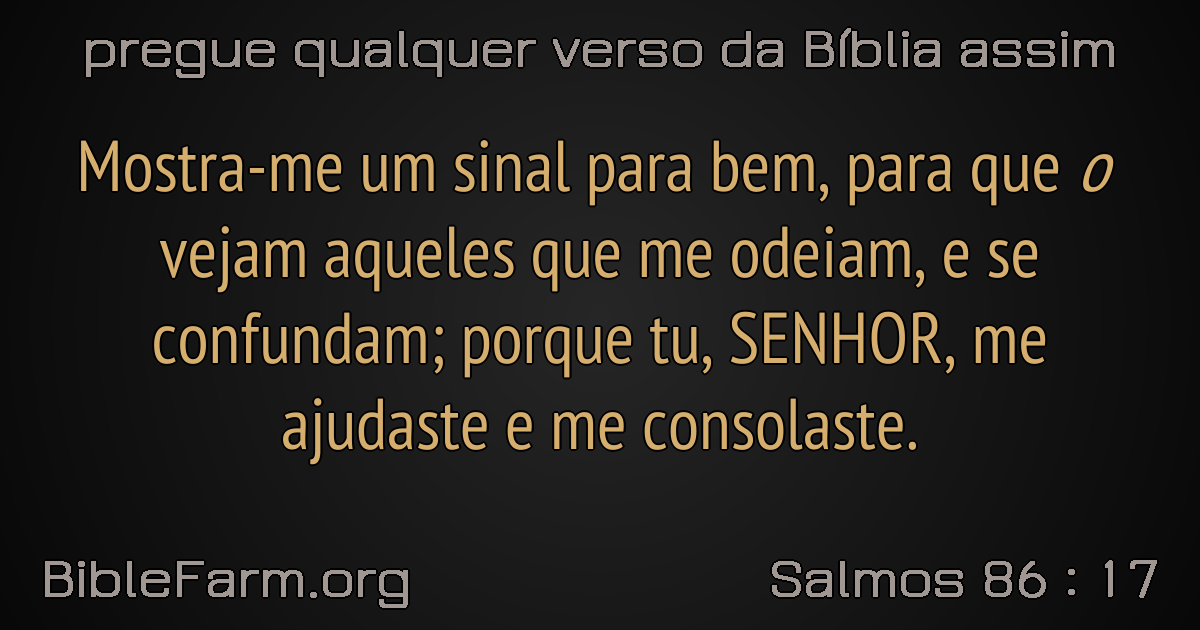 pregue qualquer verso da Bíblia assim
Mostra-me um sinal para bem, para que o
vejam aqueles que me odeiam, e se
confundam; porque tu, SENHOR, me
ajudaste e me consolaste.
BibleFarm.org
Salmos 86 : 17